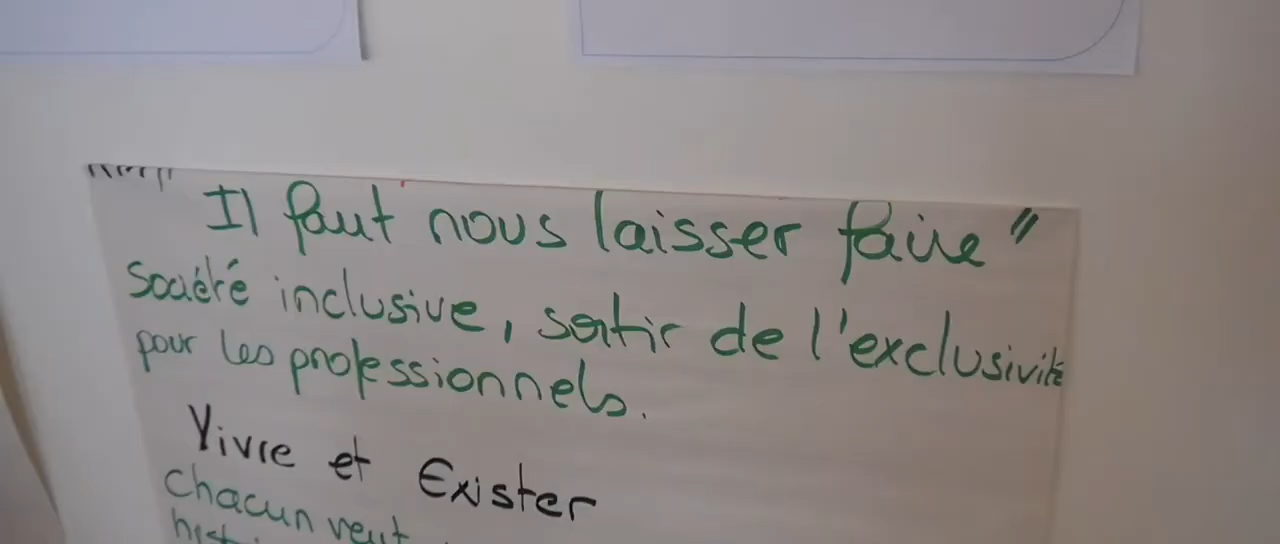 "Il faut nous laisser faire"
Société inclusive, sortir de l'exclusivité
pour les professionnels.
Vivre et Exister
chacun veut